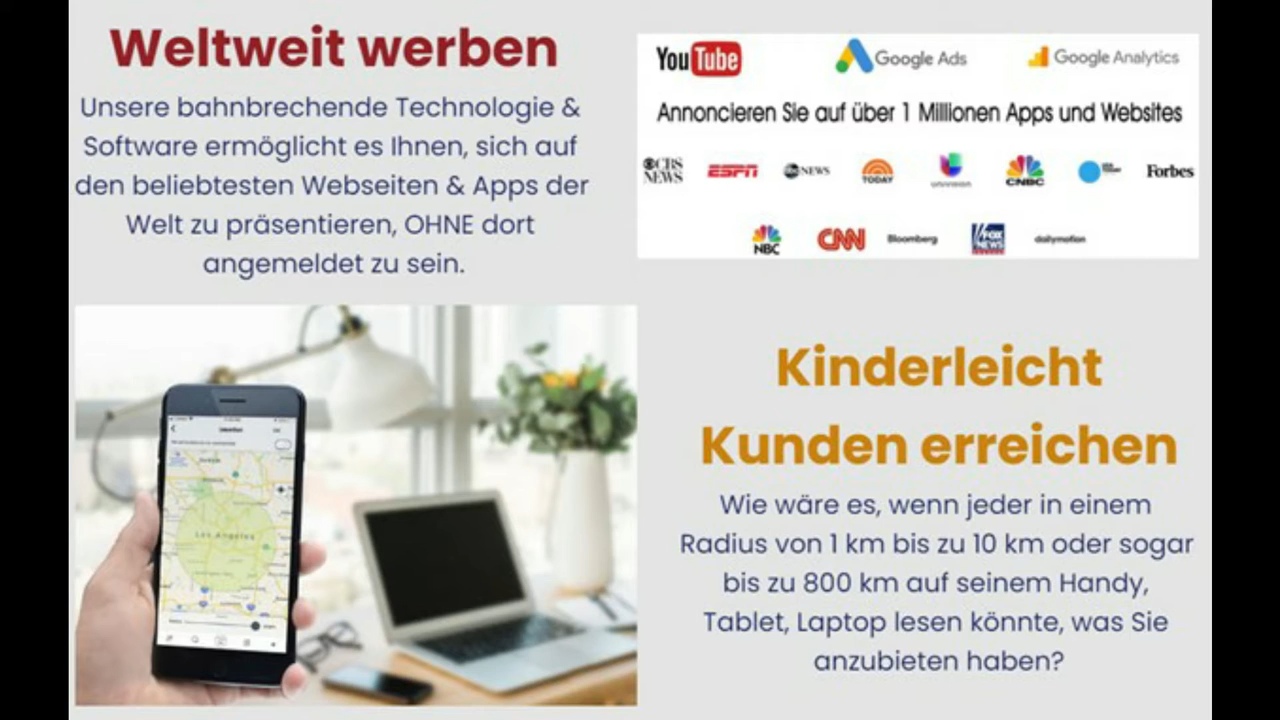 Weltweit werben
Unsere bahnbrechende Technologie &
Software ermöglicht es Ihnen, sich auf
den beliebtesten Webseiten & Apps der
Welt zu präsentieren, OHNE dort
angemeldet zu sein.
YouTube
Google Ads
Google Analytics
Annoncieren Sie auf über 1 Millionen Apps und Websites
CBS NEWS
ESPN
abc NEWS
TODAY
UNIVISION
CNBC
Forbes
NBC
CNN
Bloomberg
FOX NEWS
dailymotion
Los Angeles
Kinderleicht
Kunden erreichen
Wie wäre es, wenn jeder in einem
Radius von 1 km bis zu 10 km oder sogar
bis zu 800 km auf seinem Handy,
Tablet, Laptop lesen könnte, was Sie
anzubieten haben?